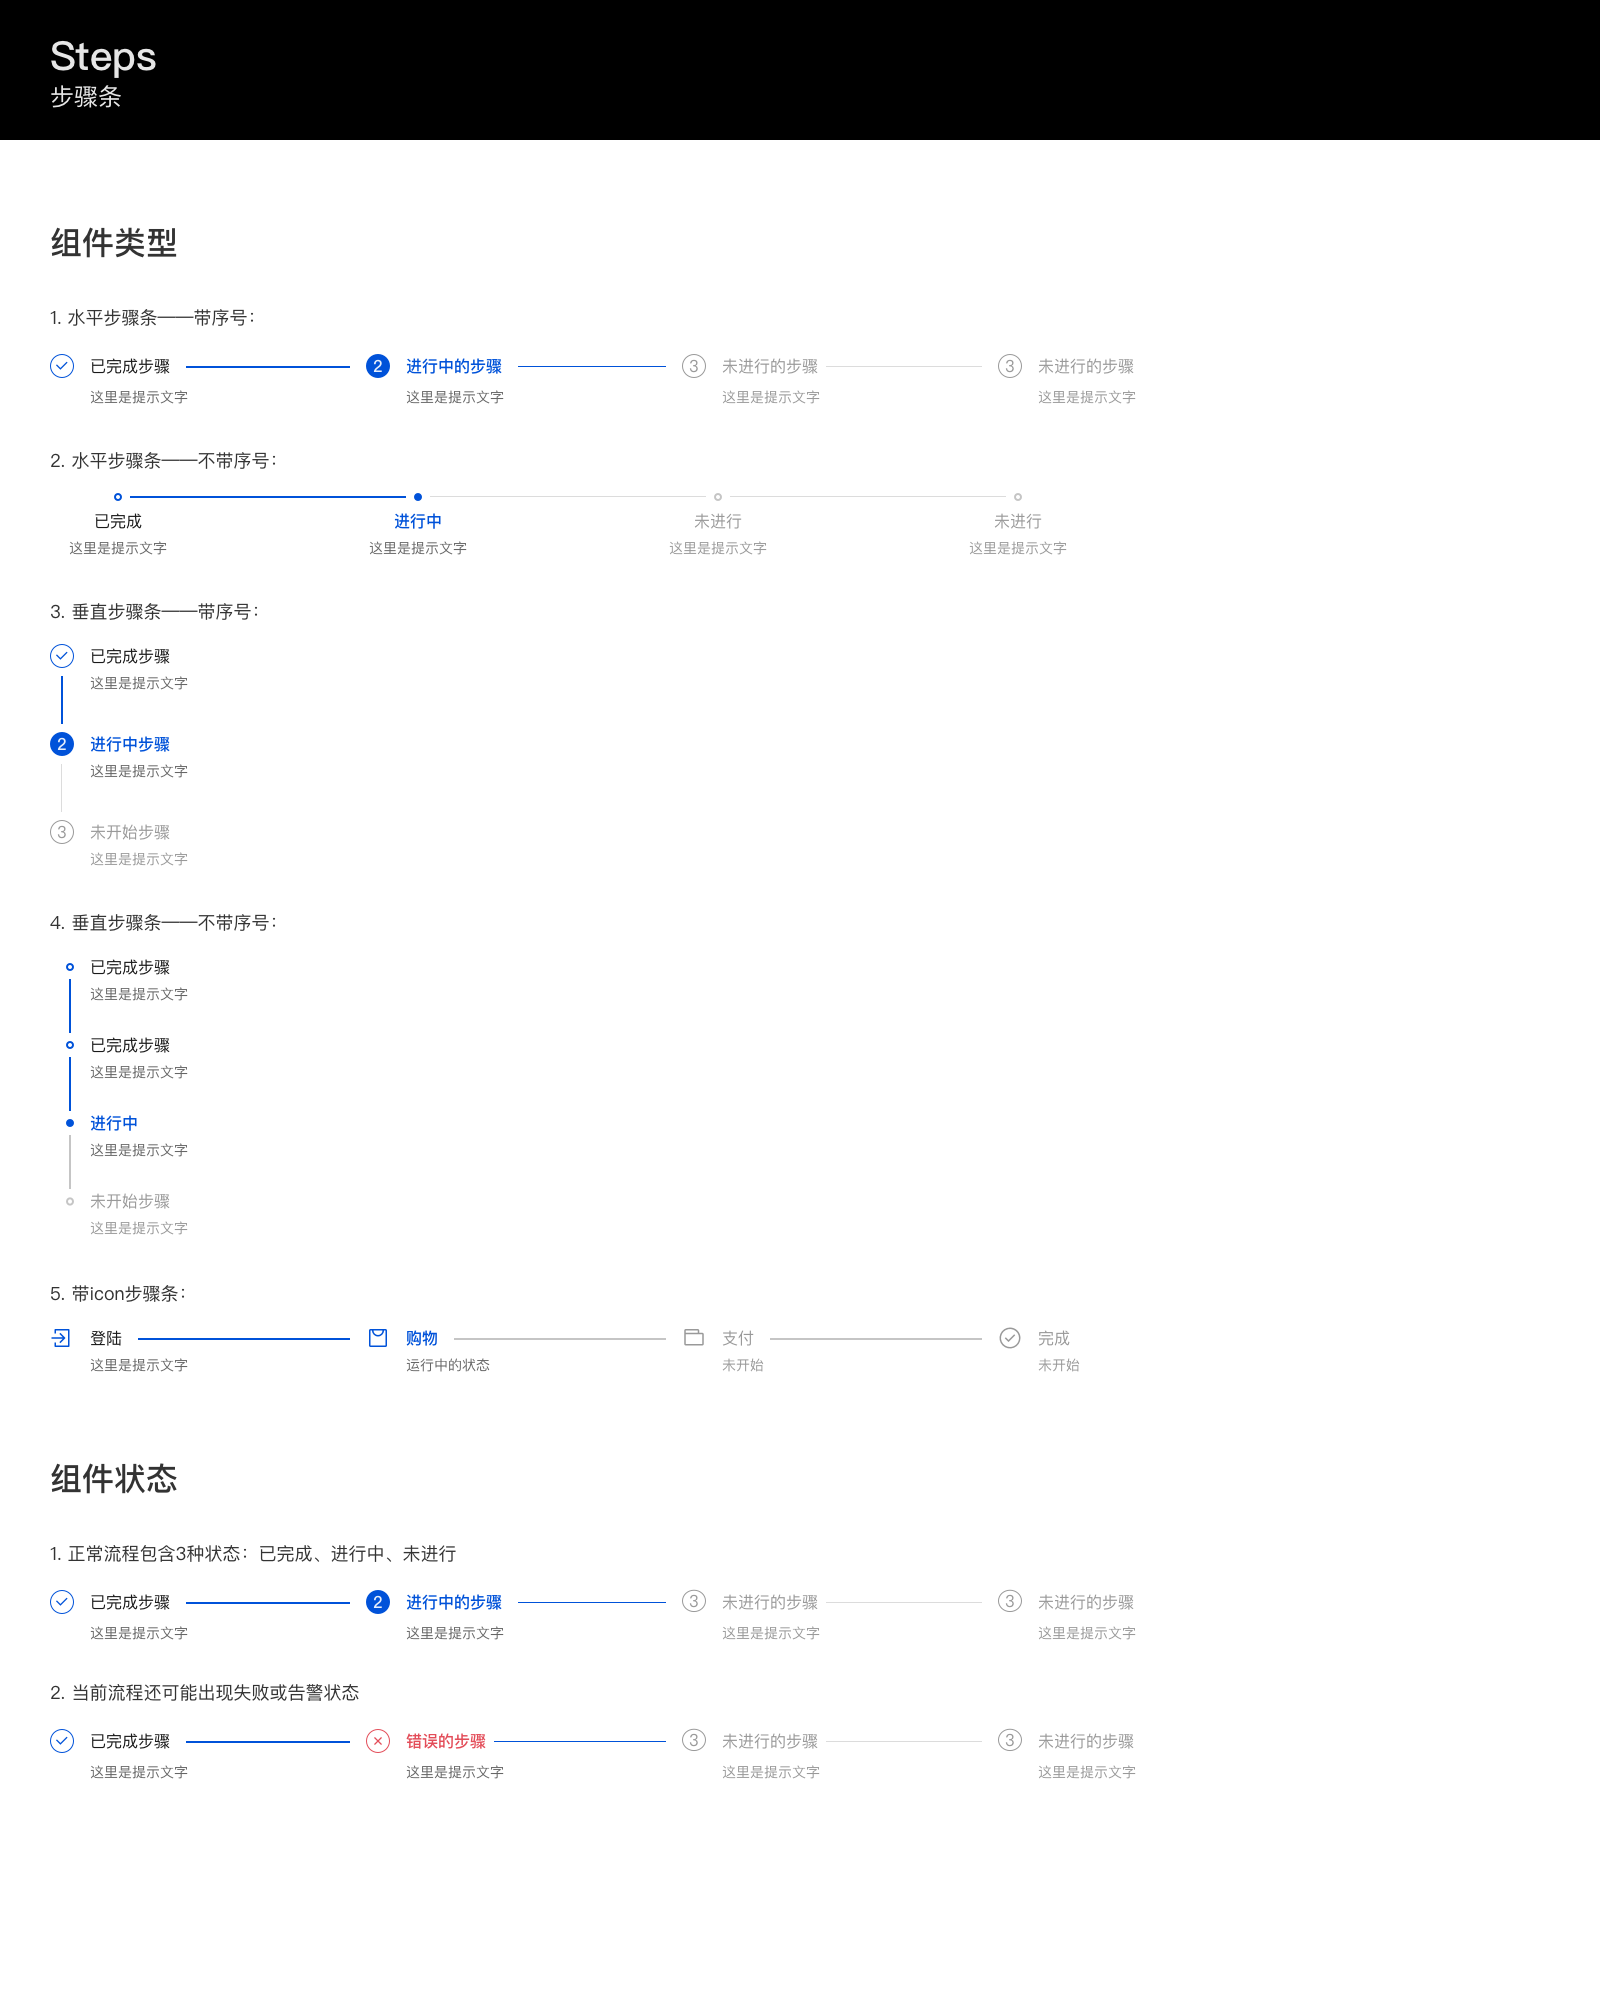 Steps
步骤条
组件类型
1. 水平步骤条——带序号：
已完成步骤 2 进行中的步骤 3 未进行的步骤 3 未进行的步骤
这里是提示文字 这里是提示文字 这里是提示文字 这里是提示文字
2. 水平步骤条——不带序号：
已完成 进行中 未进行 未进行
这里是提示文字 这里是提示文字 这里是提示文字 这里是提示文字
3. 垂直步骤条——带序号：
已完成步骤
这里是提示文字
2 进行中步骤
这里是提示文字
3 未开始步骤
这里是提示文字
4. 垂直步骤条——不带序号：
已完成步骤
这里是提示文字
已完成步骤
这里是提示文字
进行中
这里是提示文字
未开始步骤
这里是提示文字
5. 带icon步骤条：
登陆 购物 支付 完成
这里是提示文字 运行中的状态 未开始 未开始
组件状态
1. 正常流程包含3种状态：已完成、进行中、未进行
已完成步骤 2 进行中的步骤 3 未进行的步骤 3 未进行的步骤
这里是提示文字 这里是提示文字 这里是提示文字 这里是提示文字
2. 当前流程还可能出现失败或告警状态
已完成步骤 错误的步骤 3 未进行的步骤 3 未进行的步骤
这里是提示文字 这里是提示文字 这里是提示文字 这里是提示文字